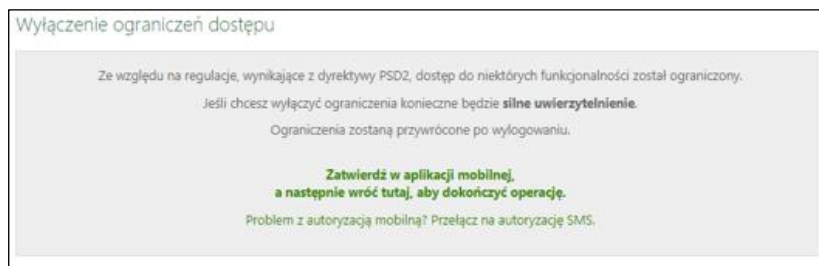 Wyłączenie ograniczeń dostępu
Ze względu na regulacje, wynikające z dyrektywy PSD2, dostęp do niektórych funkcjonalności został ograniczony.
Jeśli chcesz wyłączyć ograniczenia konieczne będzie silne uwierzytelnienie.
Ograniczenia zostaną przywrócone po wylogowaniu.
Zatwierdź w aplikacji mobilnej,
a następnie wróć tutaj, aby dokończyć operację.
Problem z autoryzacją mobilną? Przełącz na autoryzację SMS.